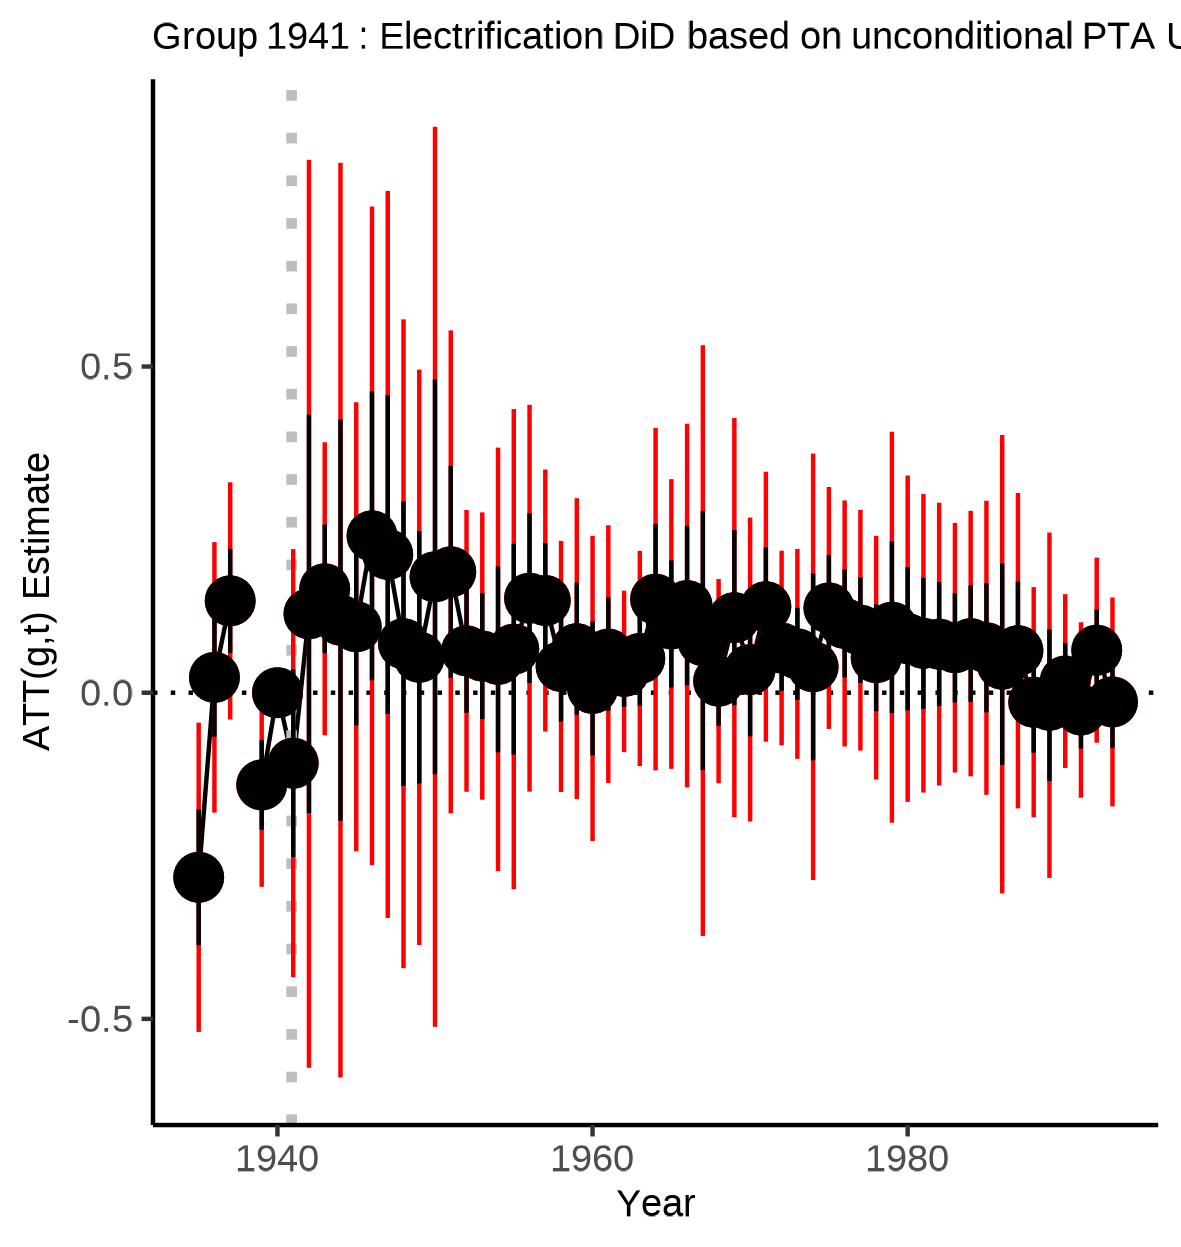 Group 1941 : Electrification DiD based on unconditional PTA
ATT(g,t) Estimate
0.5
0.0
-0.5
1940 1960 1980
Year